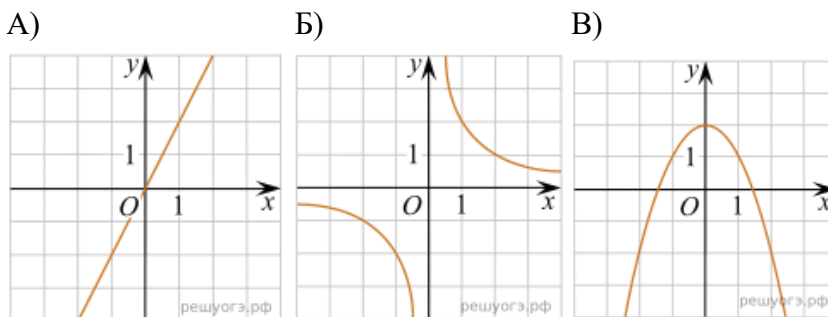 А) Б) В)
y y y
1 1 1
O 1 x O 1 x O 1 x
решуогэ.рф решуогэ.рф решуогэ.рф